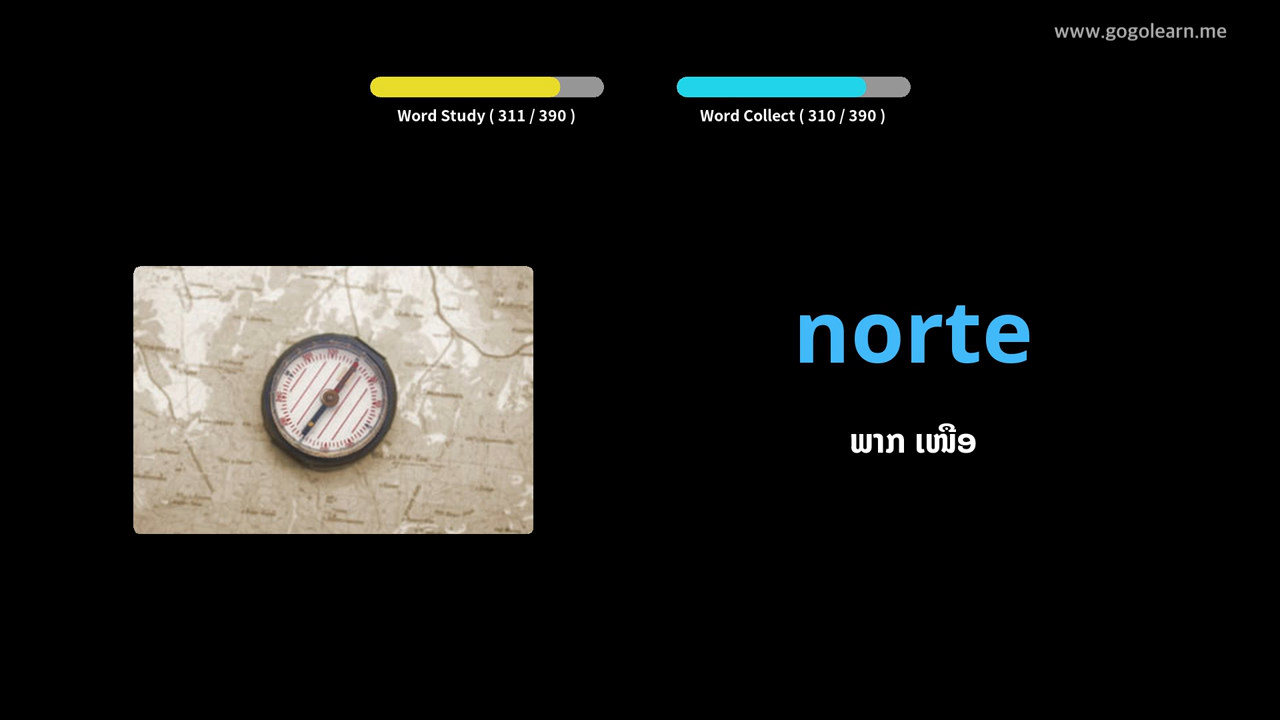 www.gogolearn.me
Word Study ( 311 / 390 )
Word Collect ( 310 / 390 )
norte
ພາກ ເໜືອ